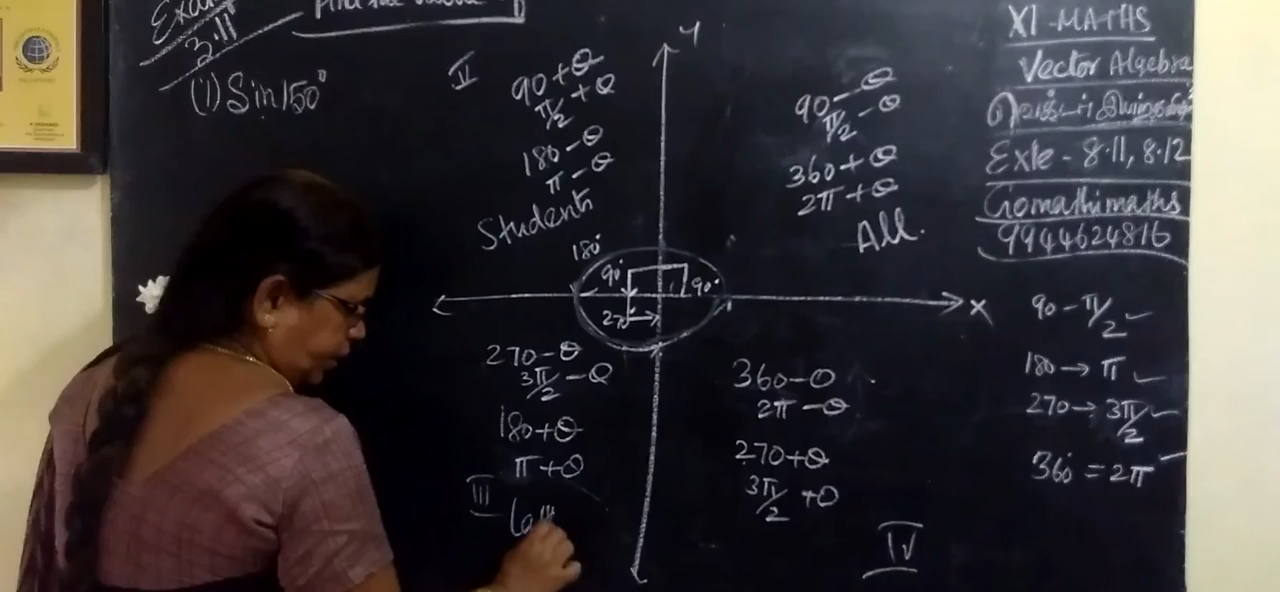 Exam
3.11
(i) Sin150°
II
90+θ
π/2+θ
180-θ
π-θ
Students
Y
90-θ
π/2-θ
360+θ
2π+θ
All.
180°
90°
90°
270°
X
270-θ
3π/2-θ
180+θ
π+θ
III
360-θ
2π-θ
270+θ
3π/2+θ
IV
XI-MATHS
Vector Algebra
Exle - 8.11, 8.12
Gomathimaths
9944624816
90-π/2
180→π
270→3π/2
360°=2π